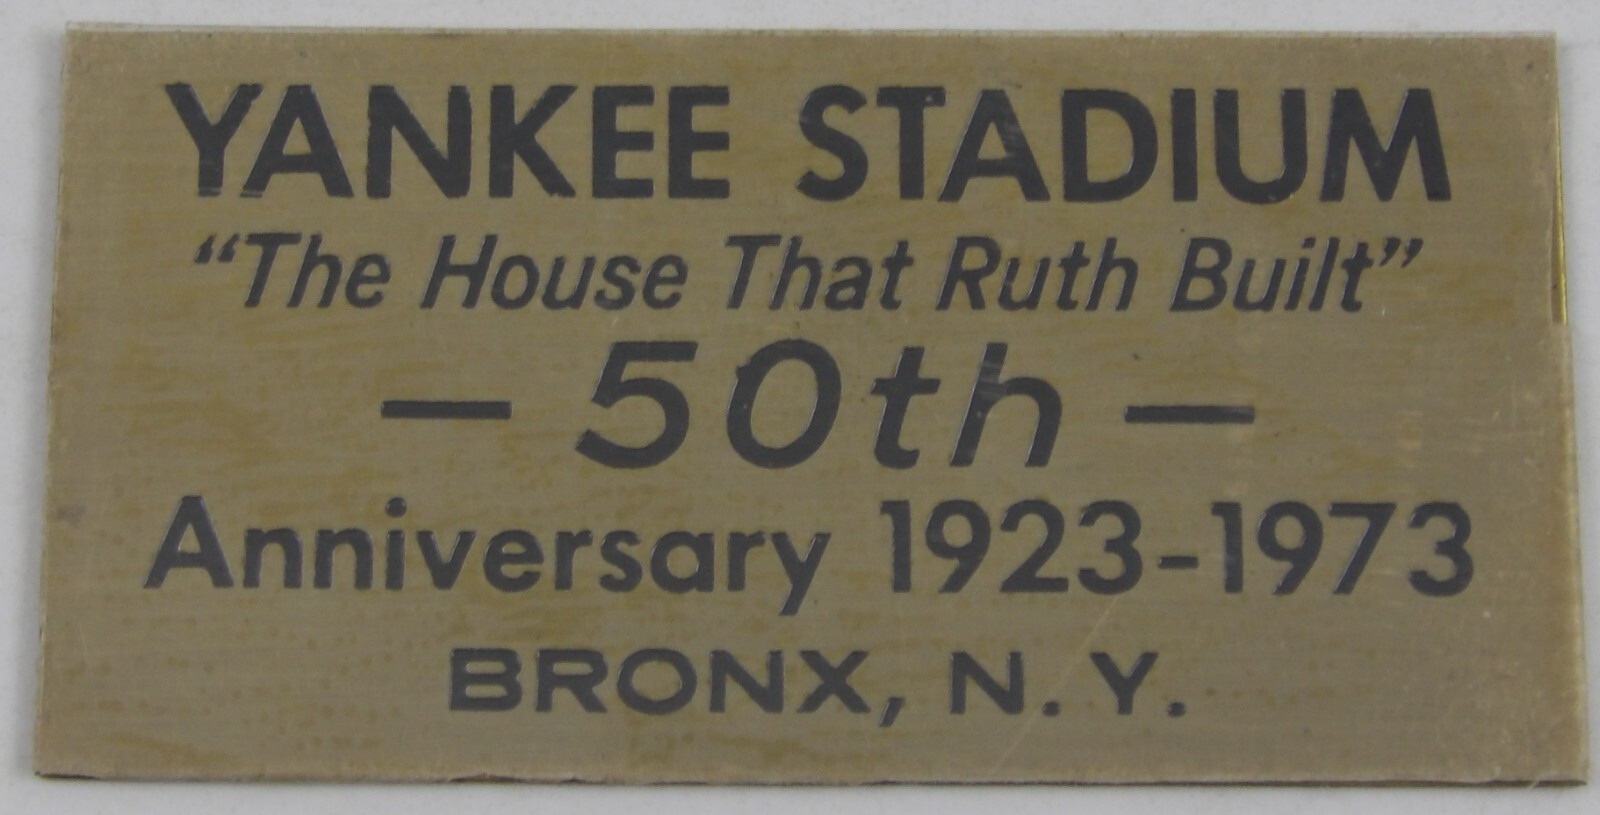 YANKEE STADIUM
“The House That Ruth Built”
— 50th —
Anniversary 1923-1973
BRONX, N.Y.